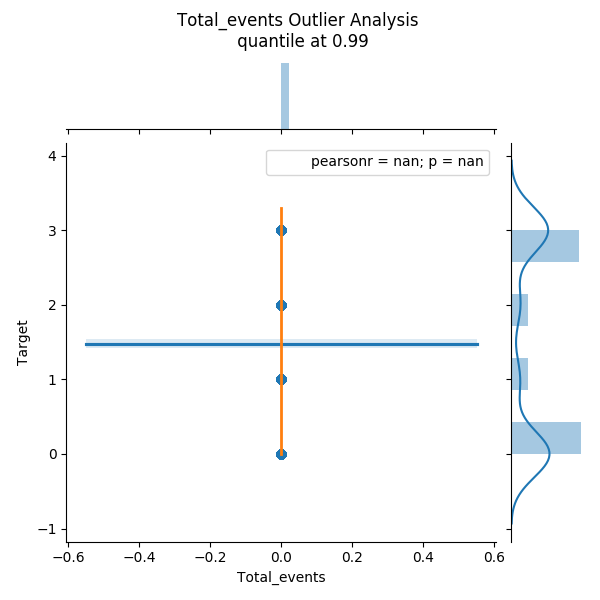 Total_events Outlier Analysis
quantile at 0.99
pearsonr = nan; p = nan
4
3
2
1
0
−1
Target
−0.6
−0.4
−0.2
0.0
0.2
0.4
0.6
Total_events